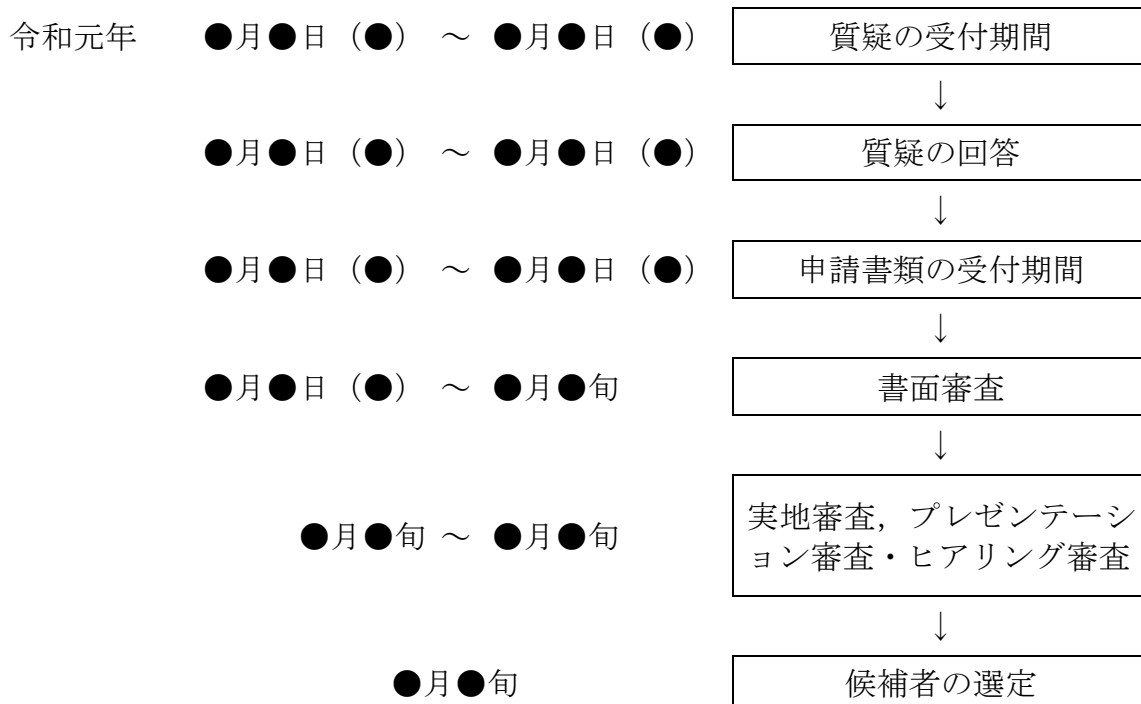 令和元年 ●月●日（●） ～ ●月●日（●） 質疑の受付期間
↓
●月●日（●） ～ ●月●日（●） 質疑の回答
↓
●月●日（●） ～ ●月●日（●） 申請書類の受付期間
↓
●月●日（●） ～ ●月●旬 書面審査
↓
●月●旬 ～ ●月●旬 実地審査，プレゼンテーシ
ョン審査・ヒアリング審査
↓
●月●旬 候補者の選定